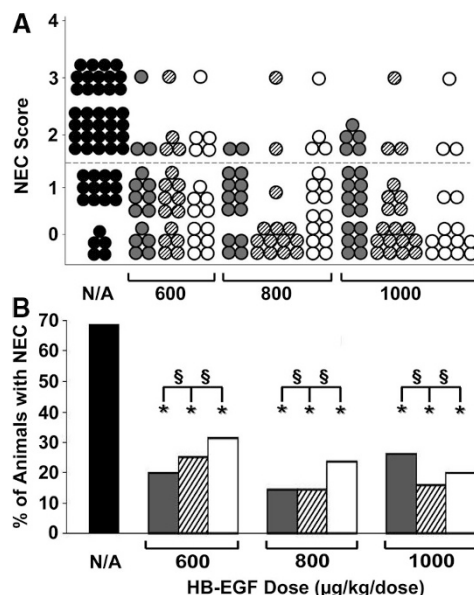 A
NEC Score
4
3
2
1
0
N/A 600 800 1000
B
% of Animals with NEC
70
60
50
40
30
20
10
0
§ § § § § §
* * * * * * * * *
N/A 600 800 1000
HB-EGF Dose (µg/kg/dose)